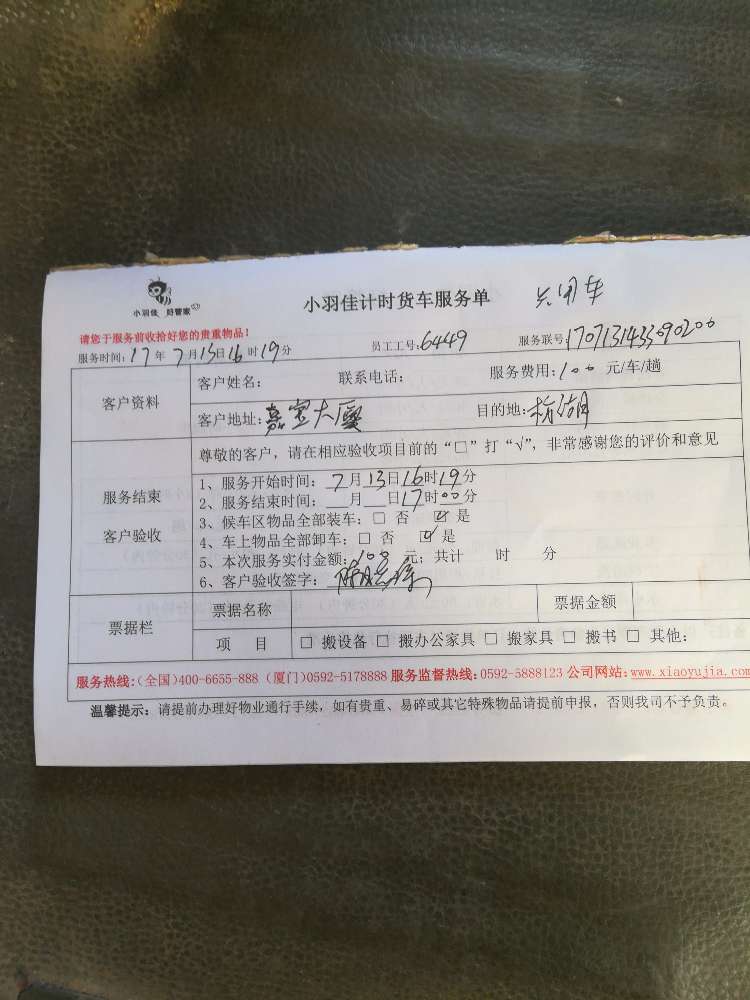 小羽佳 好管家
小羽佳计时货车服务单
请您于服务前收拾好您的贵重物品!
服务时间:17年7月13日16时19分 员工工号:6449 服务联号:1707131433090200
客户资料
客户姓名: 联系电话: 服务费用:100 元/车/趟
客户地址:嘉宝大厦 目的地:
尊敬的客户,请在相应验收项目前的“□”打“√”,非常感谢您的评价和意见
服务结束
客户验收
1、服务开始时间:7月13日16时19分
2、服务结束时间:__月__日17时00分
3、候车区物品全部装车:□ 否 ☑ 是
4、车上物品全部卸车:□ 否 ☑ 是
5、本次服务实付金额:100 元;共计 时 分
6、客户验收签字:
票据栏
票据名称 票据金额
项 目 □ 搬设备 □ 搬办公家具 □ 搬家具 □ 搬书 □ 其他:
服务热线:(全国)400-6655-888 (厦门)0592-5178888 服务监督热线:0592-5888123 公司网站:www.xiaoyujia.com
温馨提示:请提前办理好物业通行手续,如有贵重、易碎或其它特殊物品请提前申报,否则我司不予负责。